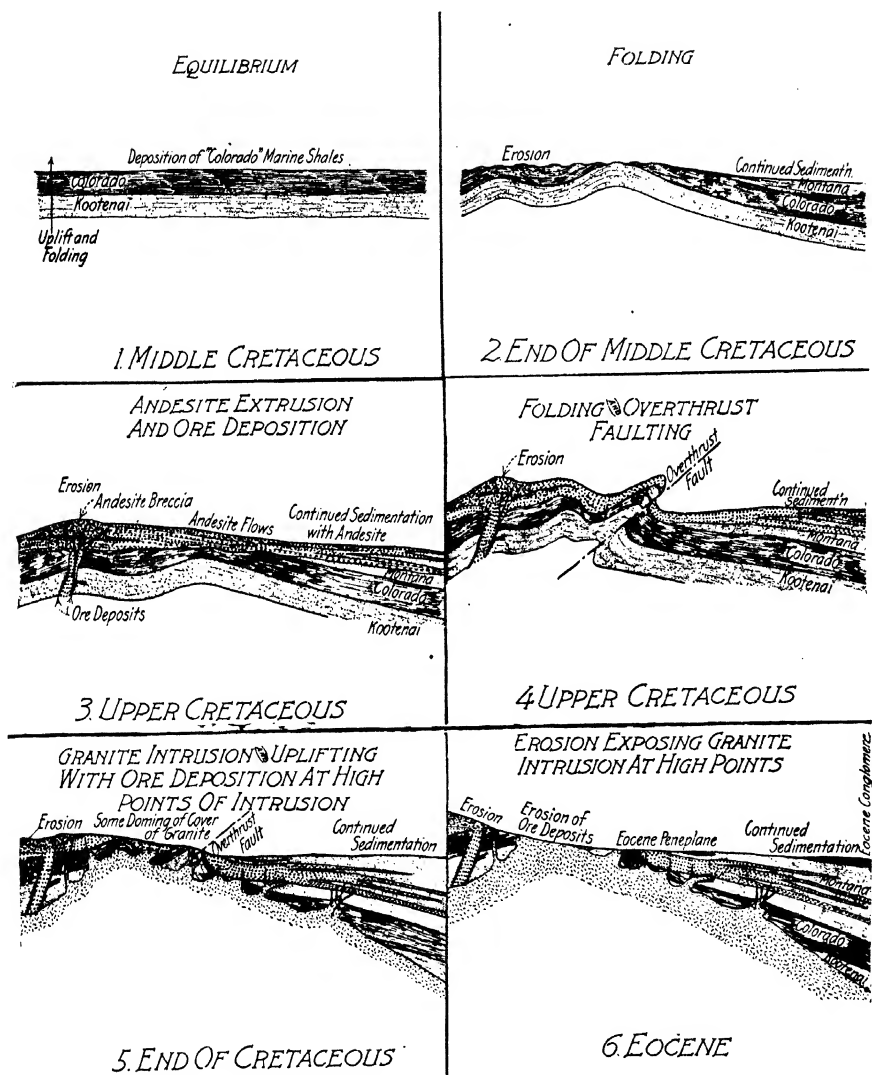 EQUILIBRIUM
Deposition of "Colorado" Marine Shales
Colorado
Kootenai
Uplift and
Folding
1. MIDDLE CRETACEOUS
FOLDING
Erosion
Continued Sediment'n.
Montana
Colorado
Kootenai
2. END OF MIDDLE CRETACEOUS
ANDESITE EXTRUSION
AND ORE DEPOSITION
Erosion
Andesite Breccia
Andesite Flows
Continued Sedimentation
with Andesite
Montana
Colorado
Kootenai
Ore Deposits
3. UPPER CRETACEOUS
FOLDING AND OVERTHRUST
FAULTING
Erosion
Overthrust
Fault
Continued
sediment'n
Montana
Colorado
Kootenai
4 UPPER CRETACEOUS
GRANITE INTRUSION AND UPLIFTING
WITH ORE DEPOSITION AT HIGH
POINTS OF INTRUSION
Erosion
Some Doming of Cover
of Granite
Overthrust
Fault
Continued
Sedimentation
5. END OF CRETACEOUS
EROSION EXPOSING GRANITE
INTRUSION AT HIGH POINTS
Erosion
Erosion of
Ore Deposits
Eocene Peneplane
Continued
Sedimentation
Eocene Conglomere
Montana
Colorado
Kootenai
6. EOCENE